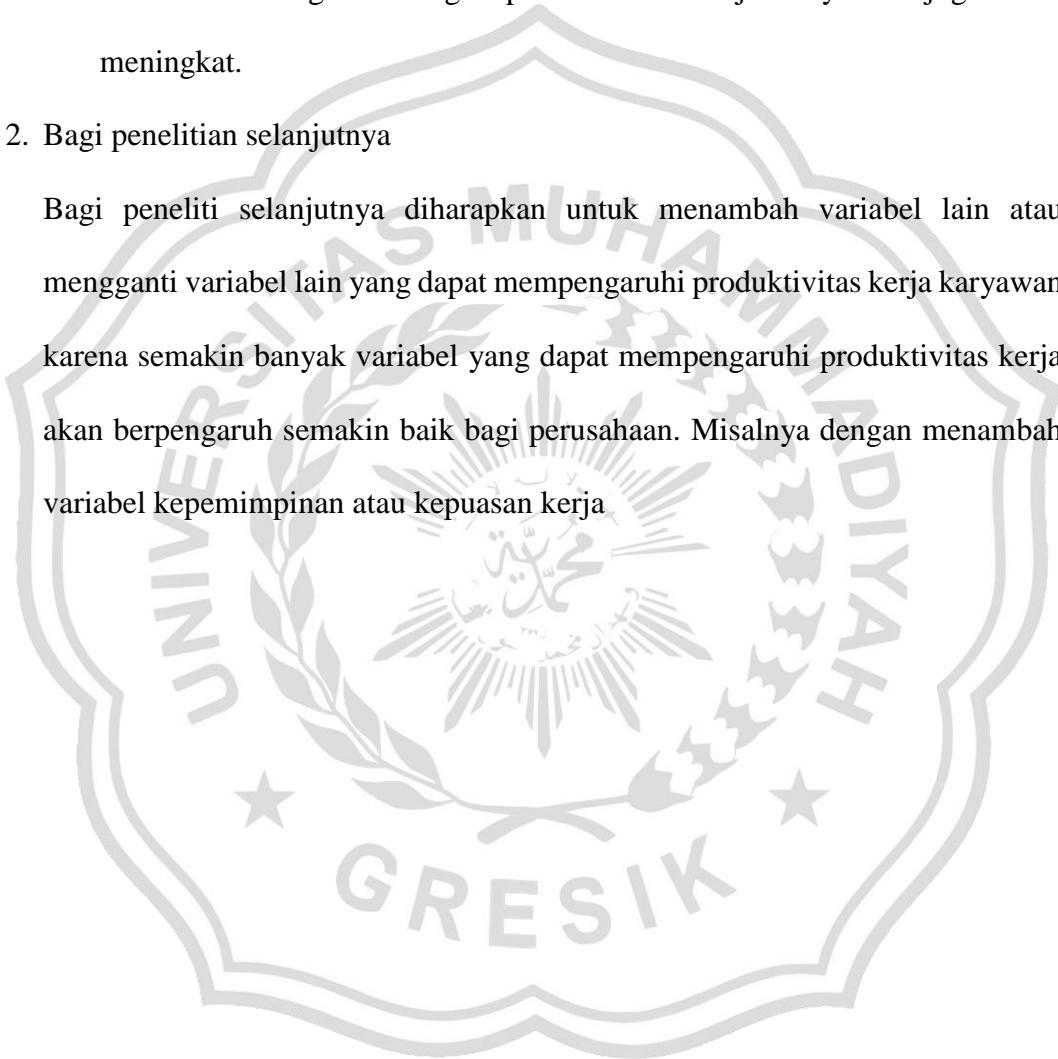 meningkat.
2. Bagi penelitian selanjutnya
Bagi peneliti selanjutnya diharapkan untuk menambah variabel lain atau
mengganti variabel lain yang dapat mempengaruhi produktivitas kerja karyawan
karena semakin banyak variabel yang dapat mempengaruhi produktivitas kerja
akan berpengaruh semakin baik bagi perusahaan. Misalnya dengan menambah
variabel kepemimpinan atau kepuasan kerja
UNIVERSITAS MUHAMMADIYAH
GRESIK